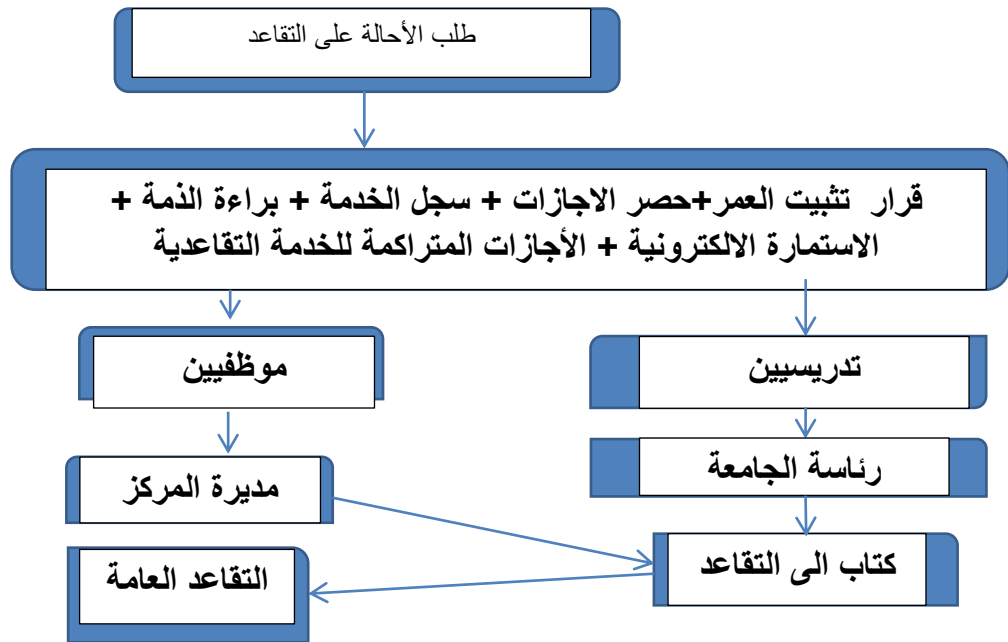 طلب الأحالة على التقاعد
قرار تثبيت العمر+حصر الاجازات + سجل الخدمة + براءة الذمة +
الاستمارة الالكترونية + الأجازات المتراكمة للخدمة التقاعدية
تدريسيين
موظفيين
رئاسة الجامعة
مديرة المركز
كتاب الى التقاعد
التقاعد العامة